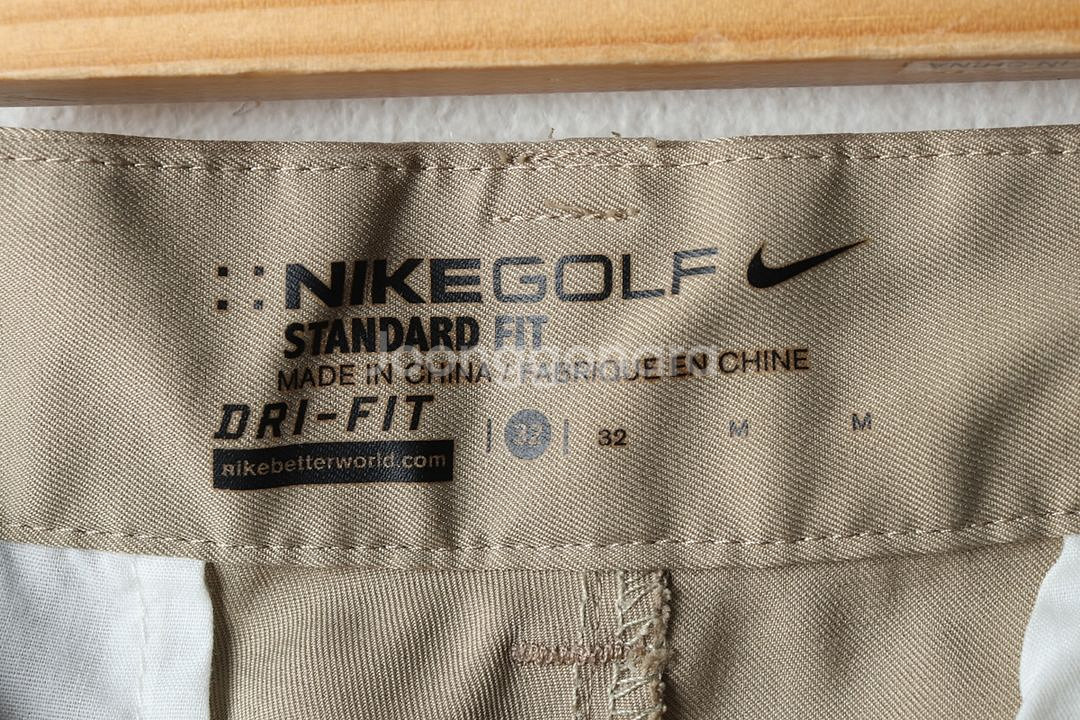 NIKEGOLF
STANDARD FIT
MADE IN CHINA / FABRIQUE EN CHINE
DRI-FIT
| 32 | 32 M M
nikebetterworld.com